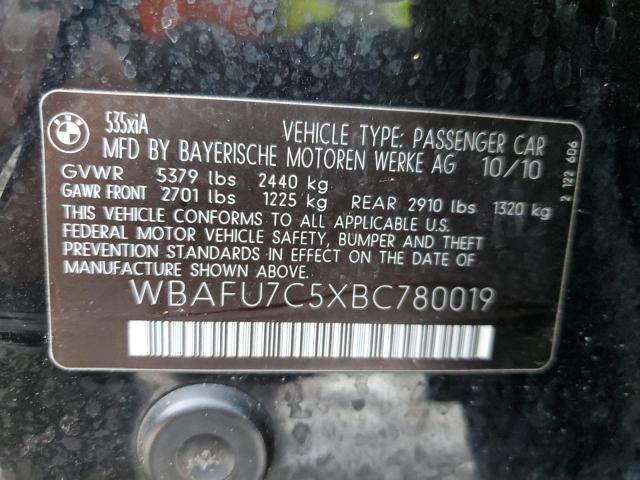 BMW
535xiA
VEHICLE TYPE: PASSENGER CAR
MFD BY BAYERISCHE MOTOREN WERKE AG 10/10
GVWR 5379 lbs 2440 kg
GAWR FRONT 2701 lbs 1225 kg REAR 2910 lbs 1320 kg
THIS VEHICLE CONFORMS TO ALL APPLICABLE U.S.
FEDERAL MOTOR VEHICLE SAFETY, BUMPER AND THEFT
PREVENTION STANDARDS IN EFFECT ON THE DATE OF
MANUFACTURE SHOWN ABOVE
WBAFU7C5XBC780019
2 122 606